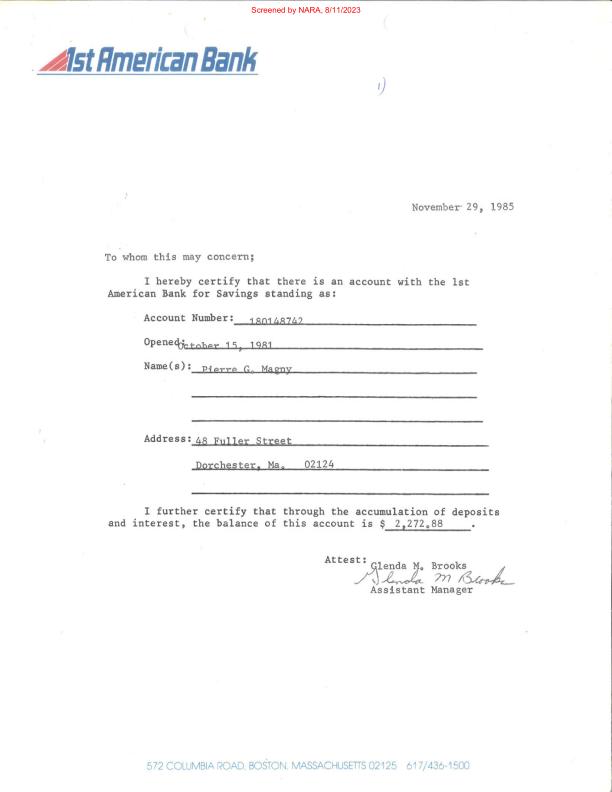 Screened by NARA, 8/11/2023
1st American Bank
1)
November 29, 1985
To whom this may concern;
I hereby certify that there is an account with the 1st
American Bank for Savings standing as:
Account Number: 180148742
Opened: October 15, 1981
Name(s): Pierre G. Magny
Address: 48 Fuller Street
Dorchester, Ma. 02124
I further certify that through the accumulation of deposits
and interest, the balance of this account is $ 2,272.88 .
Attest: Glenda M. Brooks
Glenda M Brooks
Assistant Manager
572 COLUMBIA ROAD, BOSTON, MASSACHUSETTS 02125 617/436-1500